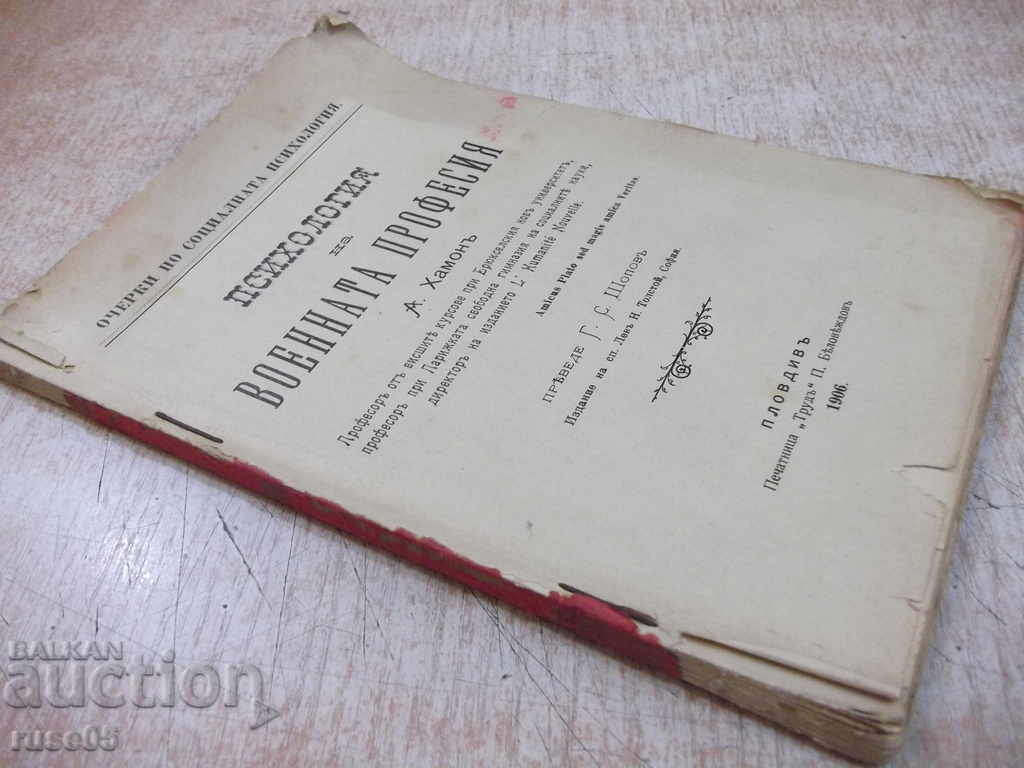 ОЧЕРКИ ПО СОЦИАЛНАТА ПСИХОЛОГИЯ.
ПСИХОЛОГИЯ
на
ВОЕННАТА ПРОФЕСИЯ
А. Хамонъ
Професоръ отъ висшитѣ курсове при Брюкселския новъ университетъ,
професоръ при Парижката свободна гимназия на социалнитѣ науки,
директоръ на изданието L' Humanité Nouvelle.
Amicus Plato sed magis amica Veritas.
ПРѢВЕДЕ Г. С. Шоповъ
Издание на сп. Левъ Н. Толстой, София.
ПЛОВДИВЪ
Печатница „Трудъ“ П. Бѣловѣждовъ
1906.
BALKAN
auction
ruse05